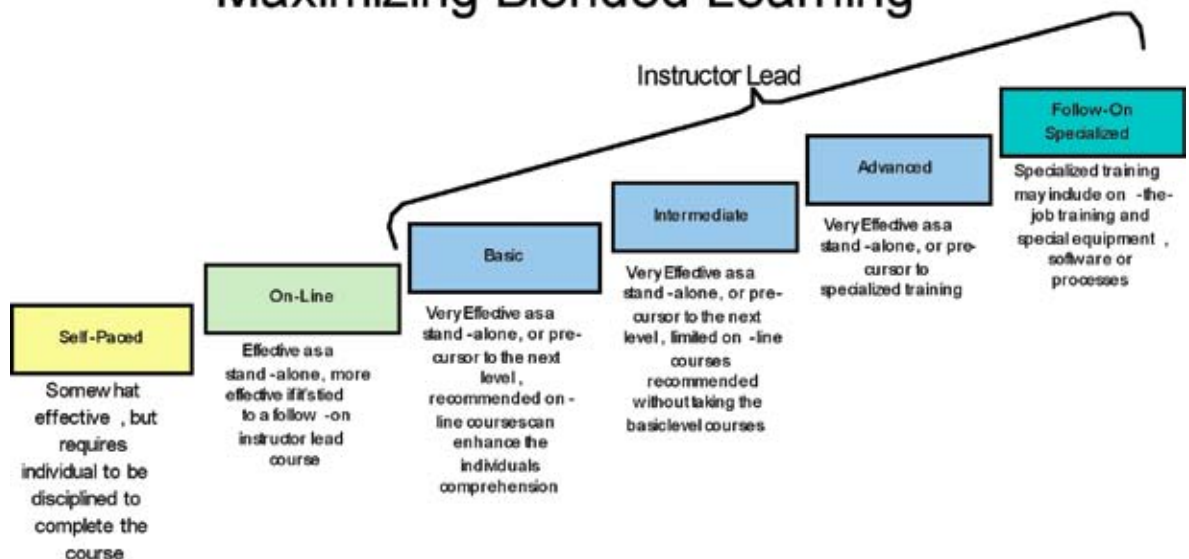 Maximizing Blended Learning
Instructor Lead
Self-Paced
Somewhat
effective , but
requires
individual to be
disciplined to
complete the
course
On-Line
Effective as a
stand -alone, more
effective if it's tied
to a follow -on
instructor lead
course
Basic
Very Effective as a
stand -alone, or pre-
cursor to the next
level ,
recommended on -
line courses can
enhance the
individuals
comprehension
Intermediate
Very Effective as a
stand -alone, or pre-
cursor to the next
level , limited on -line
courses
recommended
without taking the
basic level courses
Advanced
Very Effective as a
stand -alone, or pre-
cursor to
specialized training
Follow-On
Specialized
Specialized training
may include on -the-
job training and
special equipment ,
software or
processes